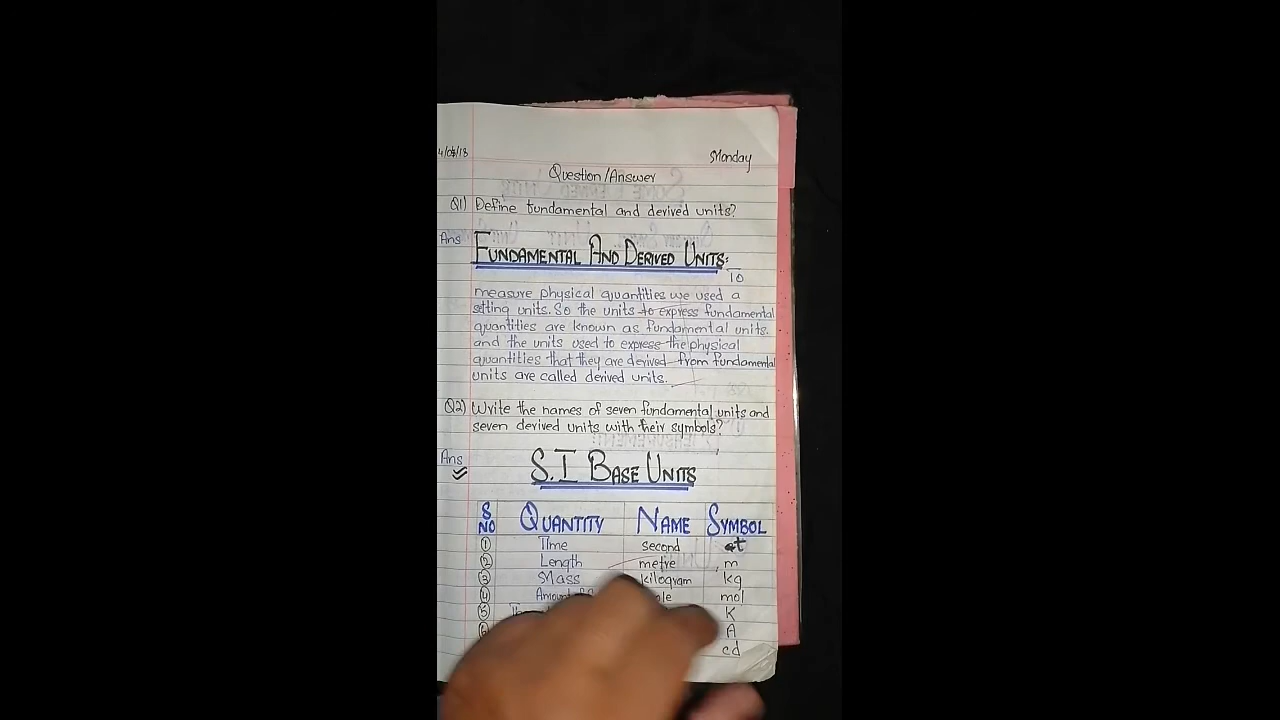 4/03/18 Monday
Question/Answer
Q1) Define fundamental and derived units?
Ans FUNDAMENTAL AND DERIVED UNITS:
To
measure physical quantities we used a
setting units. So the units to express fundamental
quantities are known as fundamental units.
and the units used to express the physical
quantities that they are derived from fundamental
units are called derived units.
Q2) Write the names of seven fundamental units and
seven derived units with their symbols?
Ans S.I BASE UNITS
S NO QUANTITY NAME SYMBOL
① Time second t
② Length metre m
③ Mass kilogram kg
④ Amount mol
⑤ K
⑥ A
cd